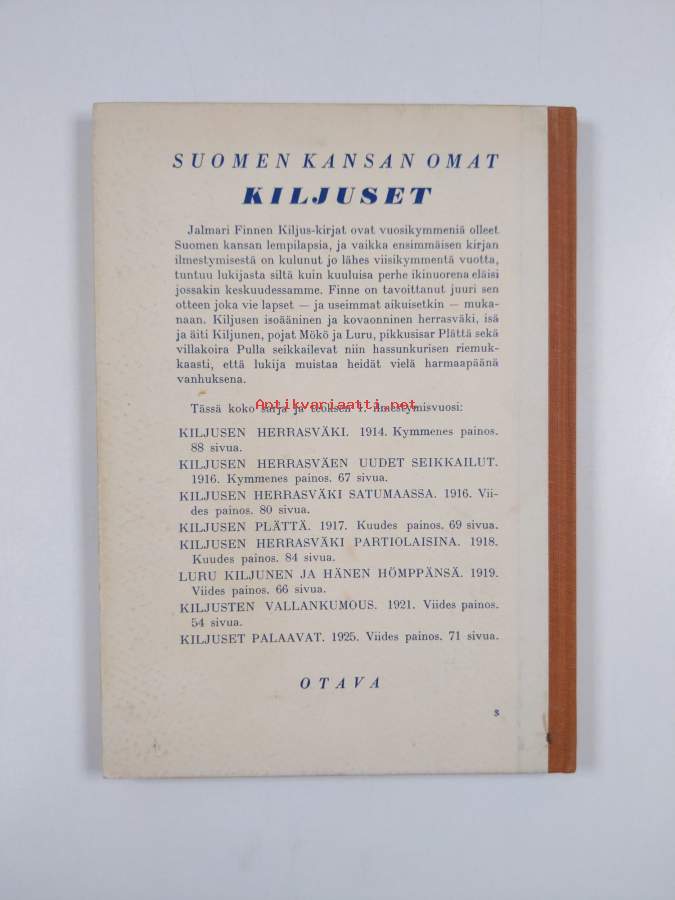 SUOMEN KANSAN OMAT
KILJUSET
Jalmari Finnen Kiljus-kirjat ovat vuosikymmeniä olleet
Suomen kansan lempilapsia, ja vaikka ensimmäisen kirjan
ilmestymisestä on kulunut jo lähes viisikymmentä vuotta,
tuntuu lukijasta siltä kuin kuuluisa perhe ikinuorena eläisi
jossakin keskuudessamme. Finne on tavoittanut juuri sen
otteen joka vie lapset — ja useimmat aikuisetkin — muka-
naan. Kiljusen isoääninen ja kovaonninen herrasväki, isä
ja äiti Kiljunen, pojat Mökö ja Luru, pikkusisar Plättä sekä
villakoira Pulla seikkailevat niin hassunkurisen riemuk-
kaasti, että lukija muistaa heidät vielä harmaapäänä
vanhuksena.
Antikvariaatti.net
Tässä koko sarja ja teoksen 1. ilmestymisvuosi:
KILJUSEN HERRASVÄKI. 1914. Kymmenes painos.
88 sivua.
KILJUSEN HERRASVÄEN UUDET SEIKKAILUT.
1916. Kymmenes painos. 67 sivua.
KILJUSEN HERRASVÄKI SATUMAASSA. 1916. Vii-
des painos. 80 sivua.
KILJUSEN PLÄTTÄ. 1917. Kuudes painos. 69 sivua.
KILJUSEN HERRASVÄKI PARTIOLAISINA. 1918.
Kuudes painos. 84 sivua.
LURU KILJUNEN JA HÄNEN HÖMPPÄNSÄ. 1919.
Viides painos. 66 sivua.
KILJUSTEN VALLANKUMOUS. 1921. Viides painos.
54 sivua.
KILJUSET PALAAVAT. 1925. Viides painos. 71 sivua.
OTAVA
s